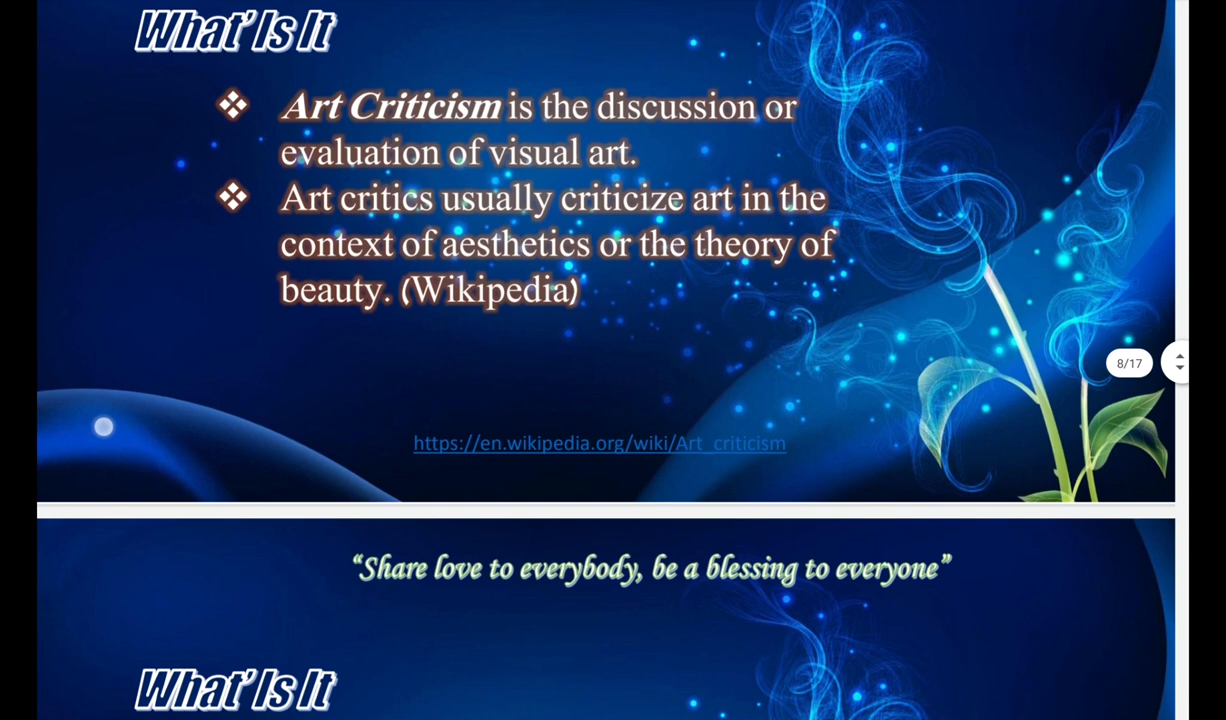 What' Is It
❖ Art Criticism is the discussion or
evaluation of visual art.
❖ Art critics usually criticize art in the
context of aesthetics or the theory of
beauty. (Wikipedia)
8/17
https://en.wikipedia.org/wiki/Art_criticism
“Share love to everybody, be a blessing to everyone”
What' Is It